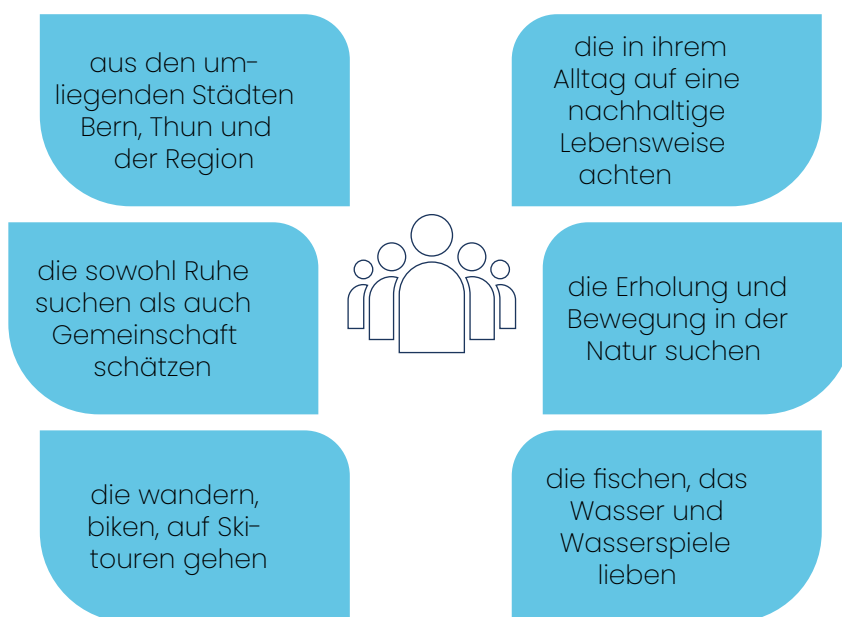 aus den um-
liegenden Städten
Bern, Thun und
der Region
die in ihrem
Alltag auf eine
nachhaltige
Lebensweise
achten
die sowohl Ruhe
suchen als auch
Gemeinschaft
schätzen
die Erholung und
Bewegung in der
Natur suchen
die wandern,
biken, auf Ski-
touren gehen
die fischen, das
Wasser und
Wasserspiele
lieben